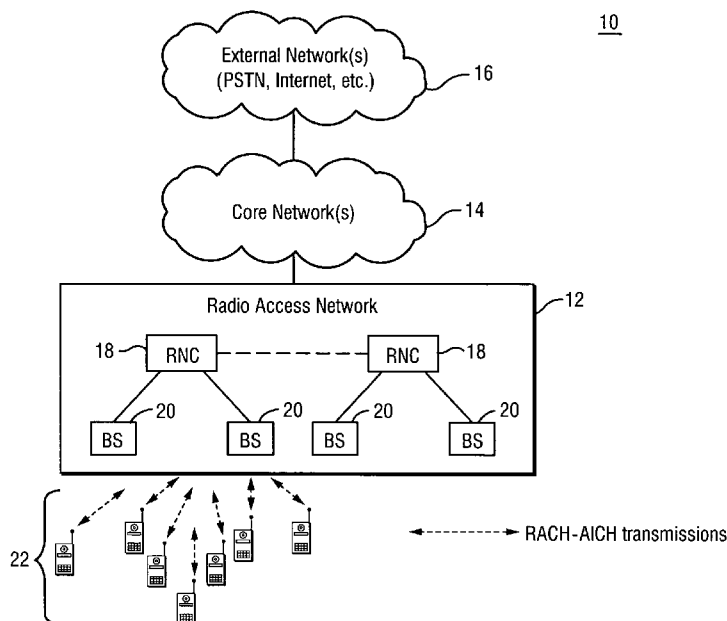 10
External Network(s)
(PSTN, Internet, etc.)
16
Core Network(s)
14
Radio Access Network
12
18
RNC
RNC
18
20
20
20
20
BS
BS
BS
BS
22
RACH-AICH transmissions